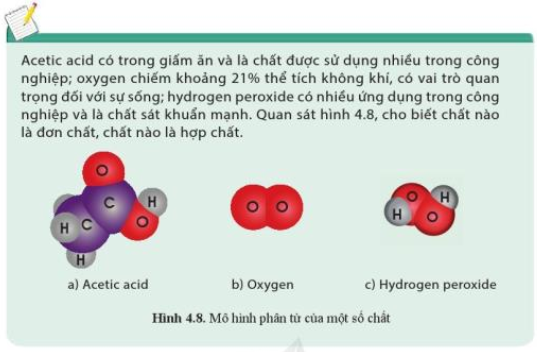 Acetic acid có trong giấm ăn và là chất được sử dụng nhiều trong công
nghiệp; oxygen chiếm khoảng 21% thể tích không khí, có vai trò quan
trọng đối với sự sống; hydrogen peroxide có nhiều ứng dụng trong công
nghiệp và là chất sát khuẩn mạnh. Quan sát hình 4.8, cho biết chất nào
là đơn chất, chất nào là hợp chất.
O
C
H
H
C
O
H
O O
O
H
H
O
a) Acetic acid
b) Oxygen
c) Hydrogen peroxide
Hình 4.8. Mô hình phân tử của một số chất